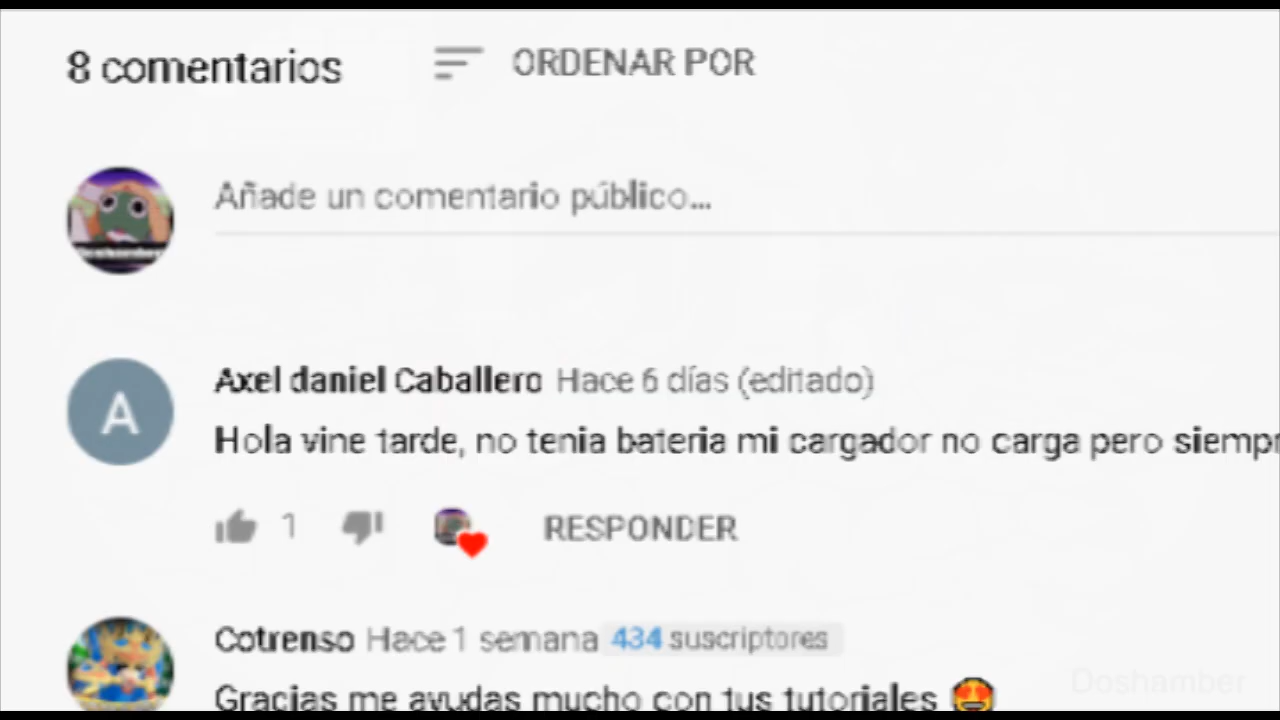 8 comentarios ORDENAR POR
Añade un comentario público...
A
Axel daniel Caballero Hace 6 días (editado)
Hola vine tarde, no tenia bateria mi cargador no carga pero siempr
1 RESPONDER
Cotrenso Hace 1 semana 434 suscriptores
Gracias me ayudas mucho con tus tutoriales 😍
Doshamber